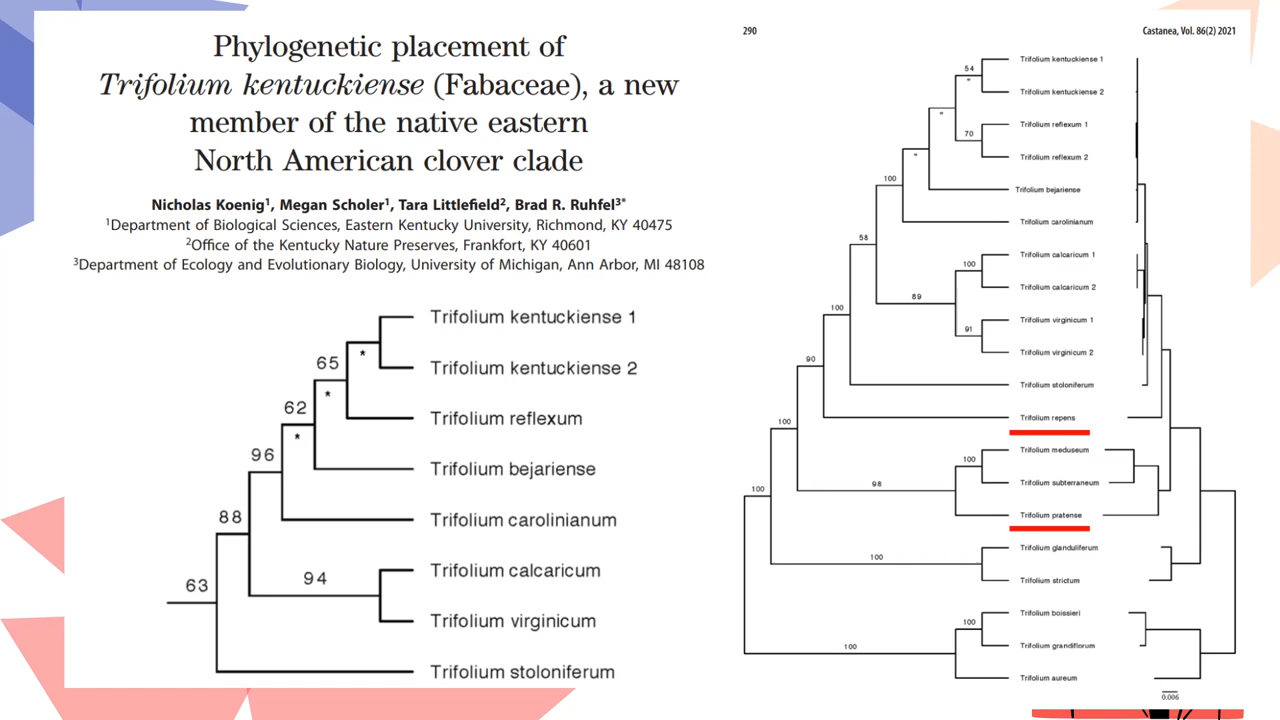 Phylogenetic placement of
Trifolium kentuckiense (Fabaceae), a new
member of the native eastern
North American clover clade
Nicholas Koenig¹, Megan Scholer¹, Tara Littlefield², Brad R. Ruhfel³*
¹Department of Biological Sciences, Eastern Kentucky University, Richmond, KY 40475
²Office of the Kentucky Nature Preserves, Frankfort, KY 40601
³Department of Ecology and Evolutionary Biology, University of Michigan, Ann Arbor, MI 48108
Trifolium kentuckiense 1
65
*
Trifolium kentuckiense 2
62
*
Trifolium reflexum
96
*
Trifolium bejariense
88
Trifolium carolinianum
63
94
Trifolium calcaricum
Trifolium virginicum
Trifolium stoloniferum
290
Castanea, Vol. 86(2) 2021
Trifolium kentuckiense 1
54
*
Trifolium kentuckiense 2
*
Trifolium reflexum 1
70
*
Trifolium reflexum 2
100
Trifolium bejariense
Trifolium carolinianum
58
Trifolium calcaricum 1
100
Trifolium calcaricum 2
89
100
Trifolium virginicum 1
91
Trifolium virginicum 2
90
Trifolium stoloniferum
Trifolium repens
100
Trifolium meduseum
100
Trifolium subterraneum
98
100
Trifolium pratense
Trifolium glanduliferum
100
Trifolium strictum
Trifolium boissieri
100
Trifolium grandiflorum
100
Trifolium aureum
0.006